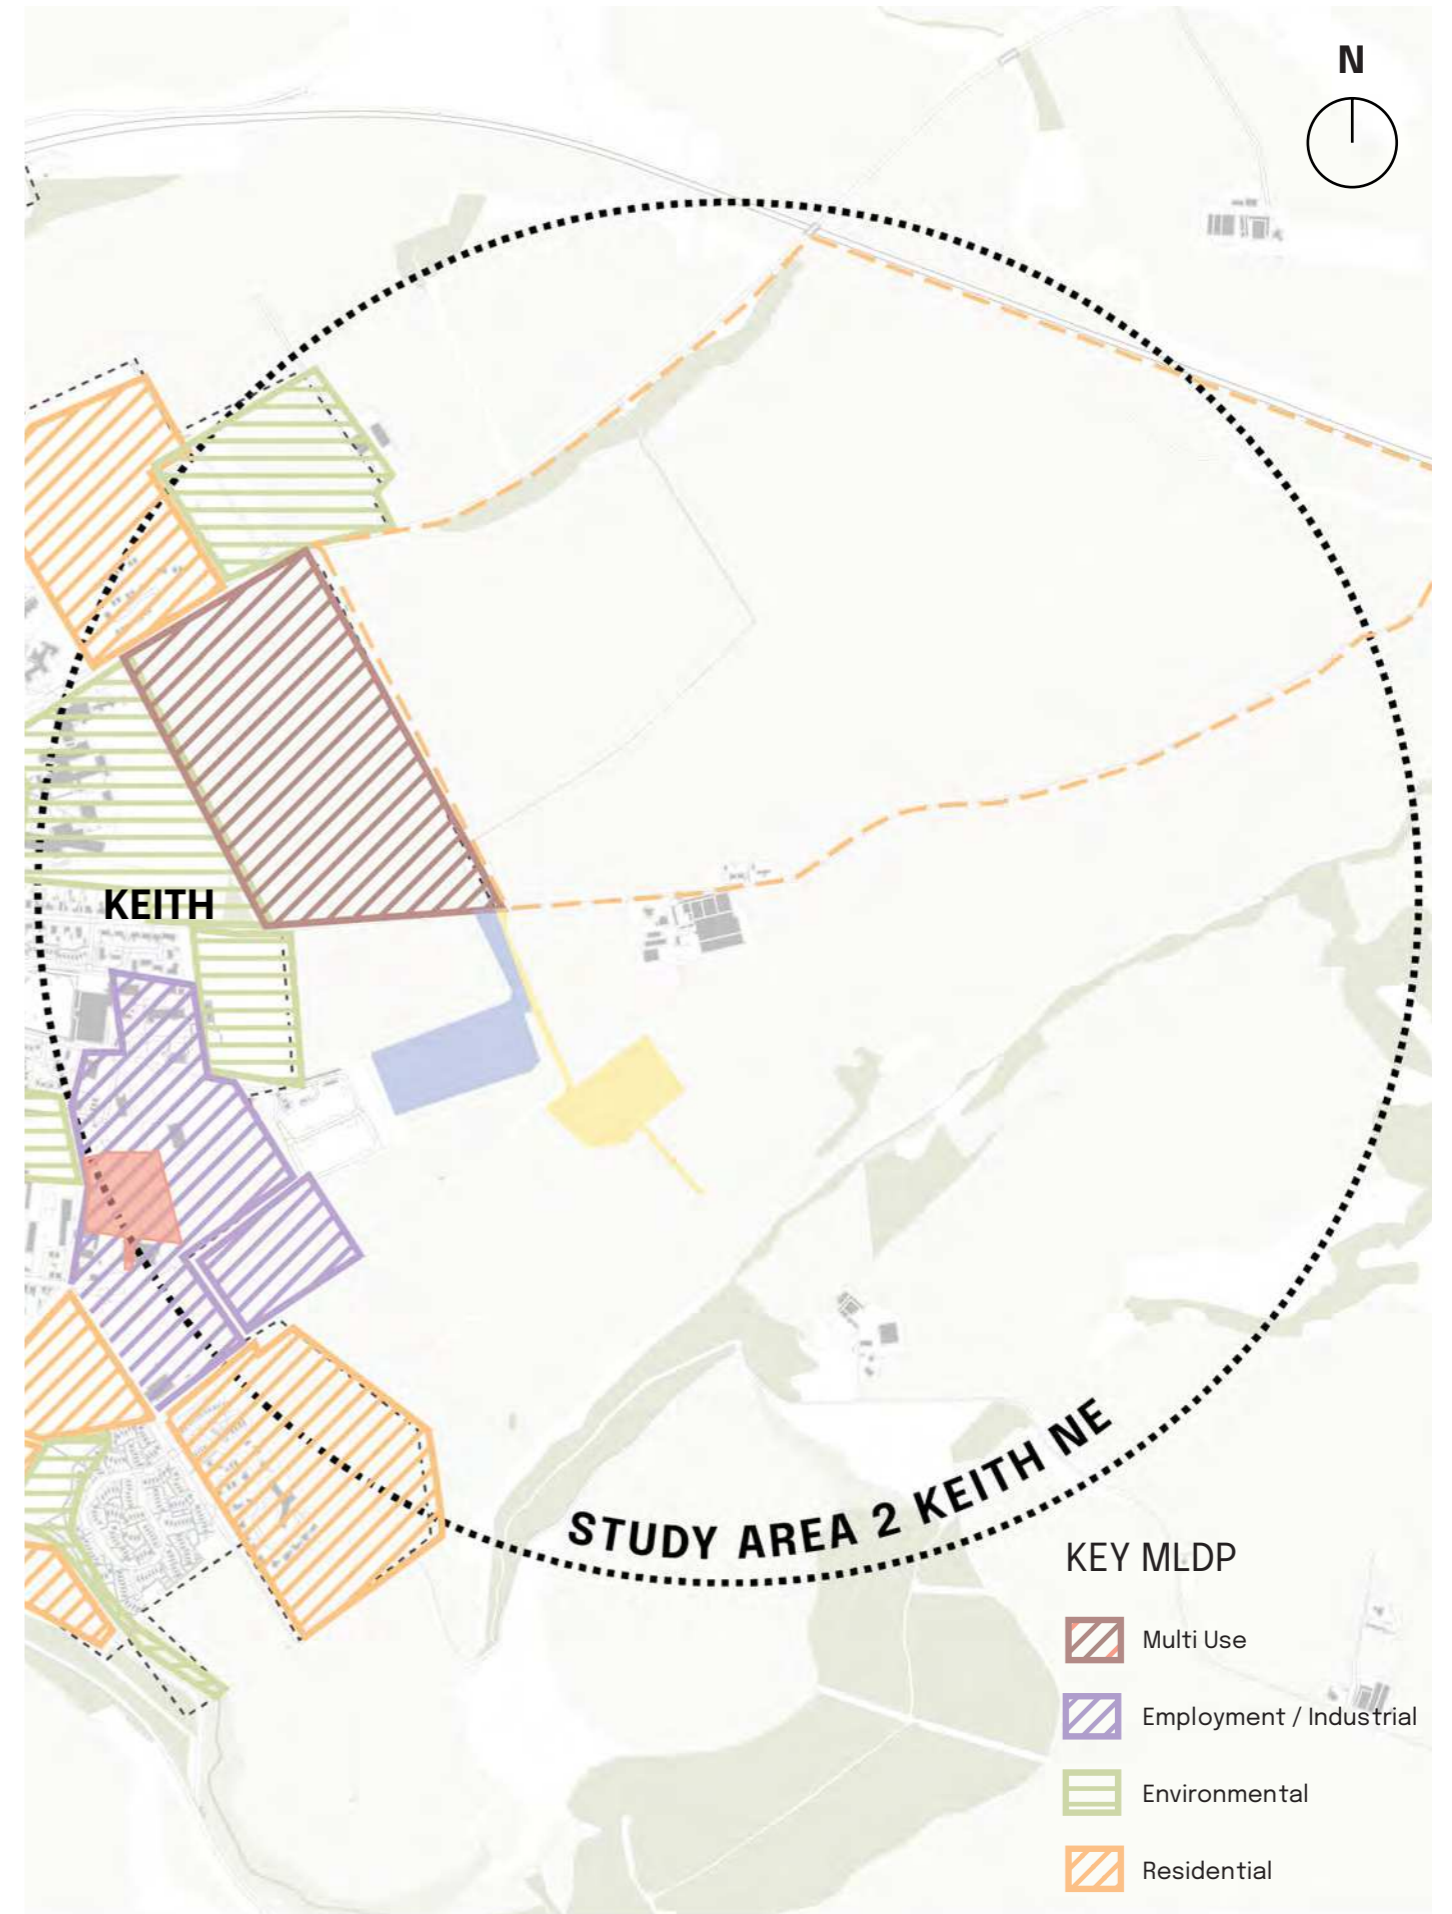 N
KEITH
STUDY AREA 2 KEITH NE
KEY MLDP
Multi Use
Employment / Industrial
Environmental
Residential